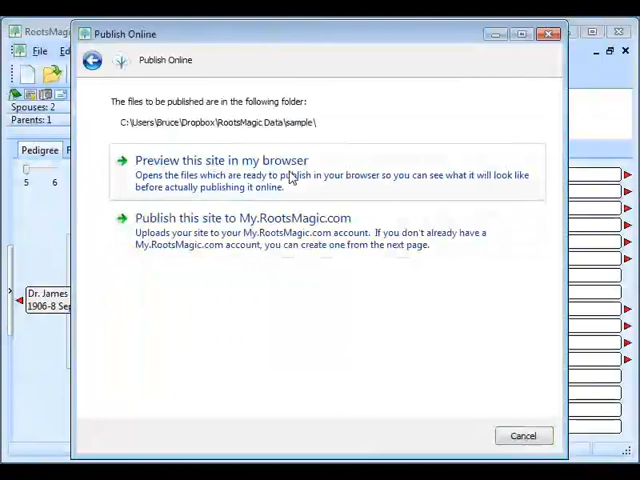 RootsMag
Publish Online
File
Ed
Publish Online
Spouses: 2
Parents: 1
The files to be published are in the following folder:
C:\Users\Bruce\Dropbox\RootsMagic Data\sample\
Pedigree
Preview this site in my browser
Opens the files which are ready to publish in your browser so you can see what it will look like
before actually publishing it online.
5 6
Publish this site to My.RootsMagic.com
Uploads your site to your My.RootsMagic.com account. If you don't already have a
My.RootsMagic.com account, you can create one from the next page.
Dr. James
1906-8 Sep
Cancel